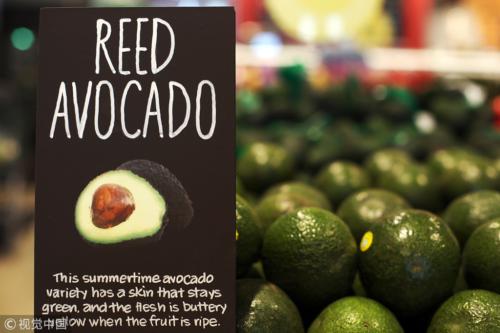 REED
AVOCADO
This summertime avocado
variety has a skin that stays
green, and the flesh is buttery
yellow when the fruit is ripe.
视觉中国